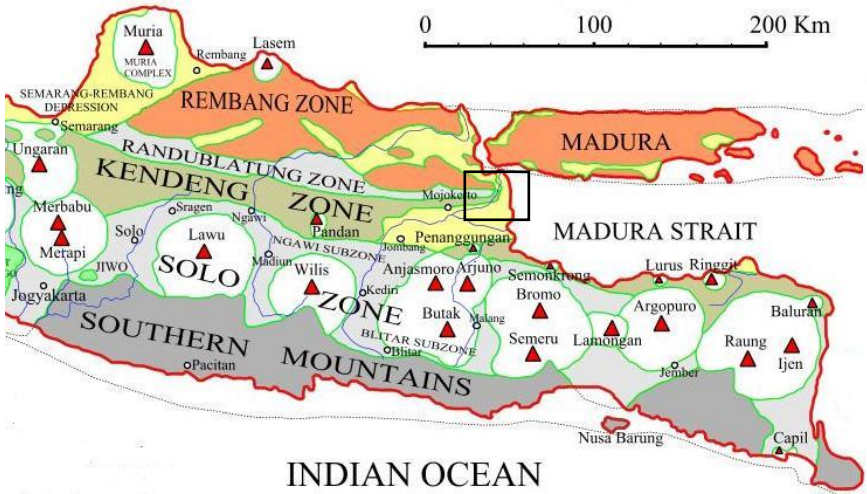 0 100 200 Km
Muria
MURIA
COMPLEX
Rembang
Lasem
SEMARANG-REMBANG
DEPRESSION
REMBANG ZONE
MADURA
Semarang
Ungaran
RANDUBLATUNG ZONE
KENDENG ZONE
Mojokerto
Merbabu
Merapi
Sragen
Ngawi
Pandan
Solo
Lawu
NGAWI SUBZONE
Jombang
Penanggungan
MADURA STRAIT
JIWO
SOLO ZONE
Madiun
Wilis
Kediri
Anjasmoro
Arjuno
Semonkrong
Bromo
Lurus
Ringgit
Jogyakarta
Butak
Malang
Argopuro
Baluran
BLITAR SUBZONE
Blitar
Semeru
Lamongan
Raung
Ijen
SOUTHERN MOUNTAINS
Pacitan
Jember
Nusa Barung
Capil
INDIAN OCEAN